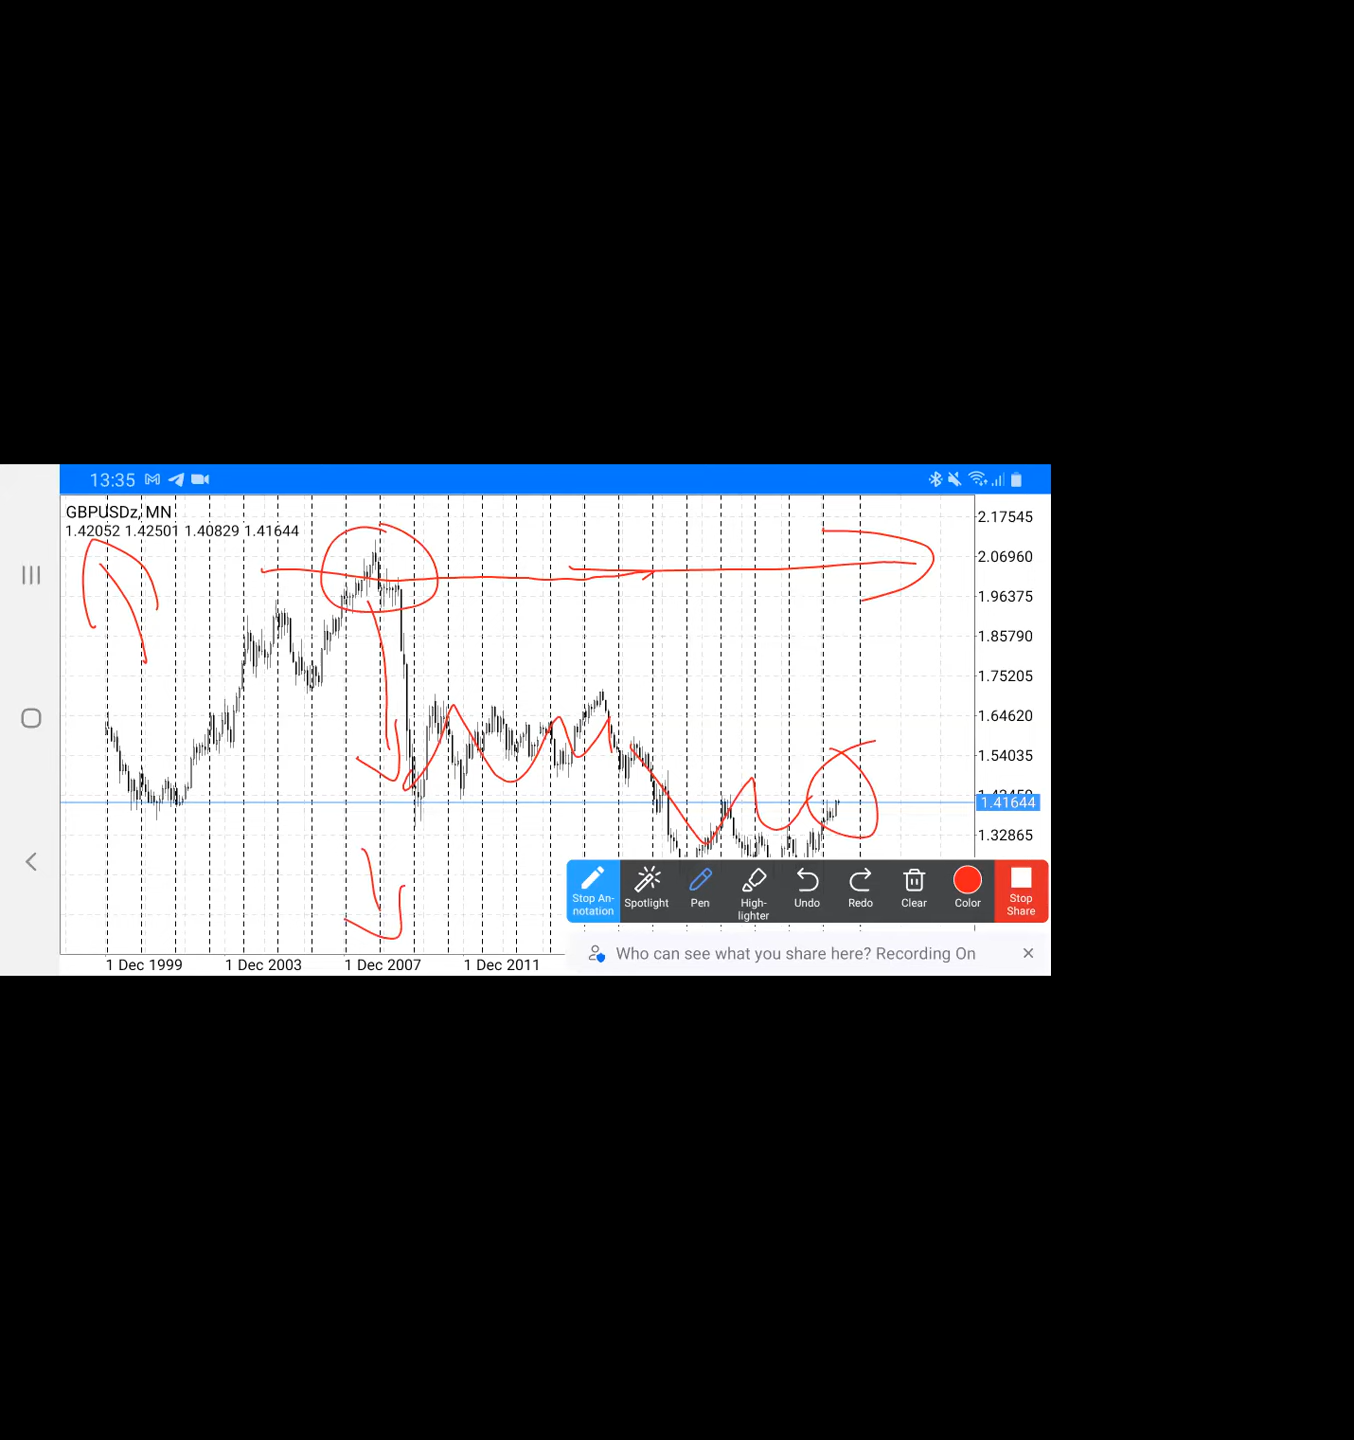 13:35
GBPUSDz, MN
1.42052 1.42501 1.40829 1.41644
2.17545
2.06960
1.96375
1.85790
1.75205
1.64620
1.54035
1.41644
1.32865
Stop An-
notation
Spotlight
Pen
High-
lighter
Undo
Redo
Clear
Color
Stop
Share
Who can see what you share here? Recording On
1 Dec 1999
1 Dec 2003
1 Dec 2007
1 Dec 2011